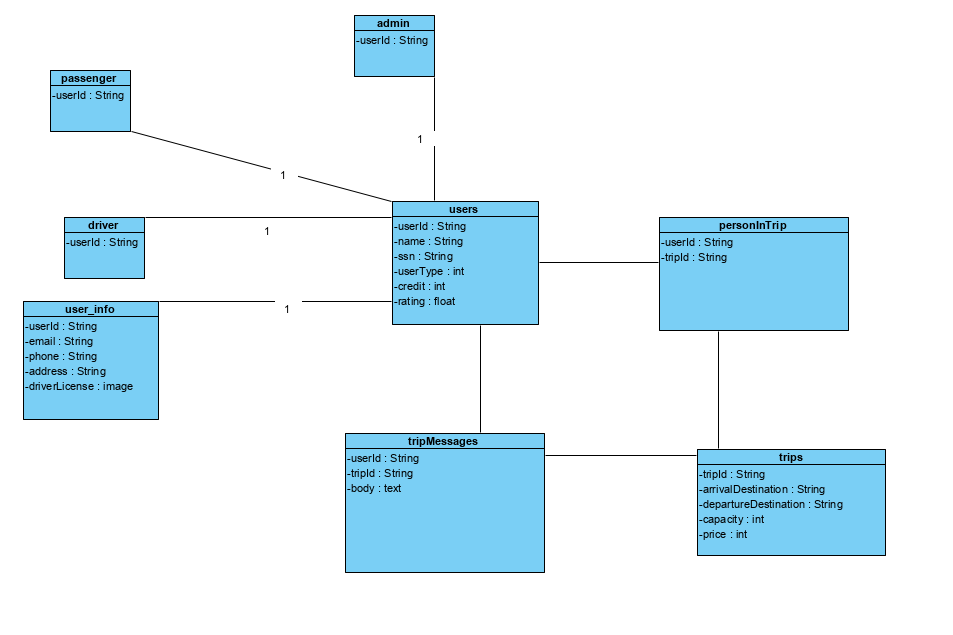 admin
-userId : String
passenger
-userId : String
1
1
users
-userId : String
-name : String
-ssn : String
-userType : int
-credit : int
-rating : float
driver
-userId : String
1
personInTrip
-userId : String
-tripId : String
user_info
-userId : String
-email : String
-phone : String
-address : String
-driverLicense : image
1
tripMessages
-userId : String
-tripId : String
-body : text
trips
-tripId : String
-arrivalDestination : String
-departureDestination : String
-capacity : int
-price : int